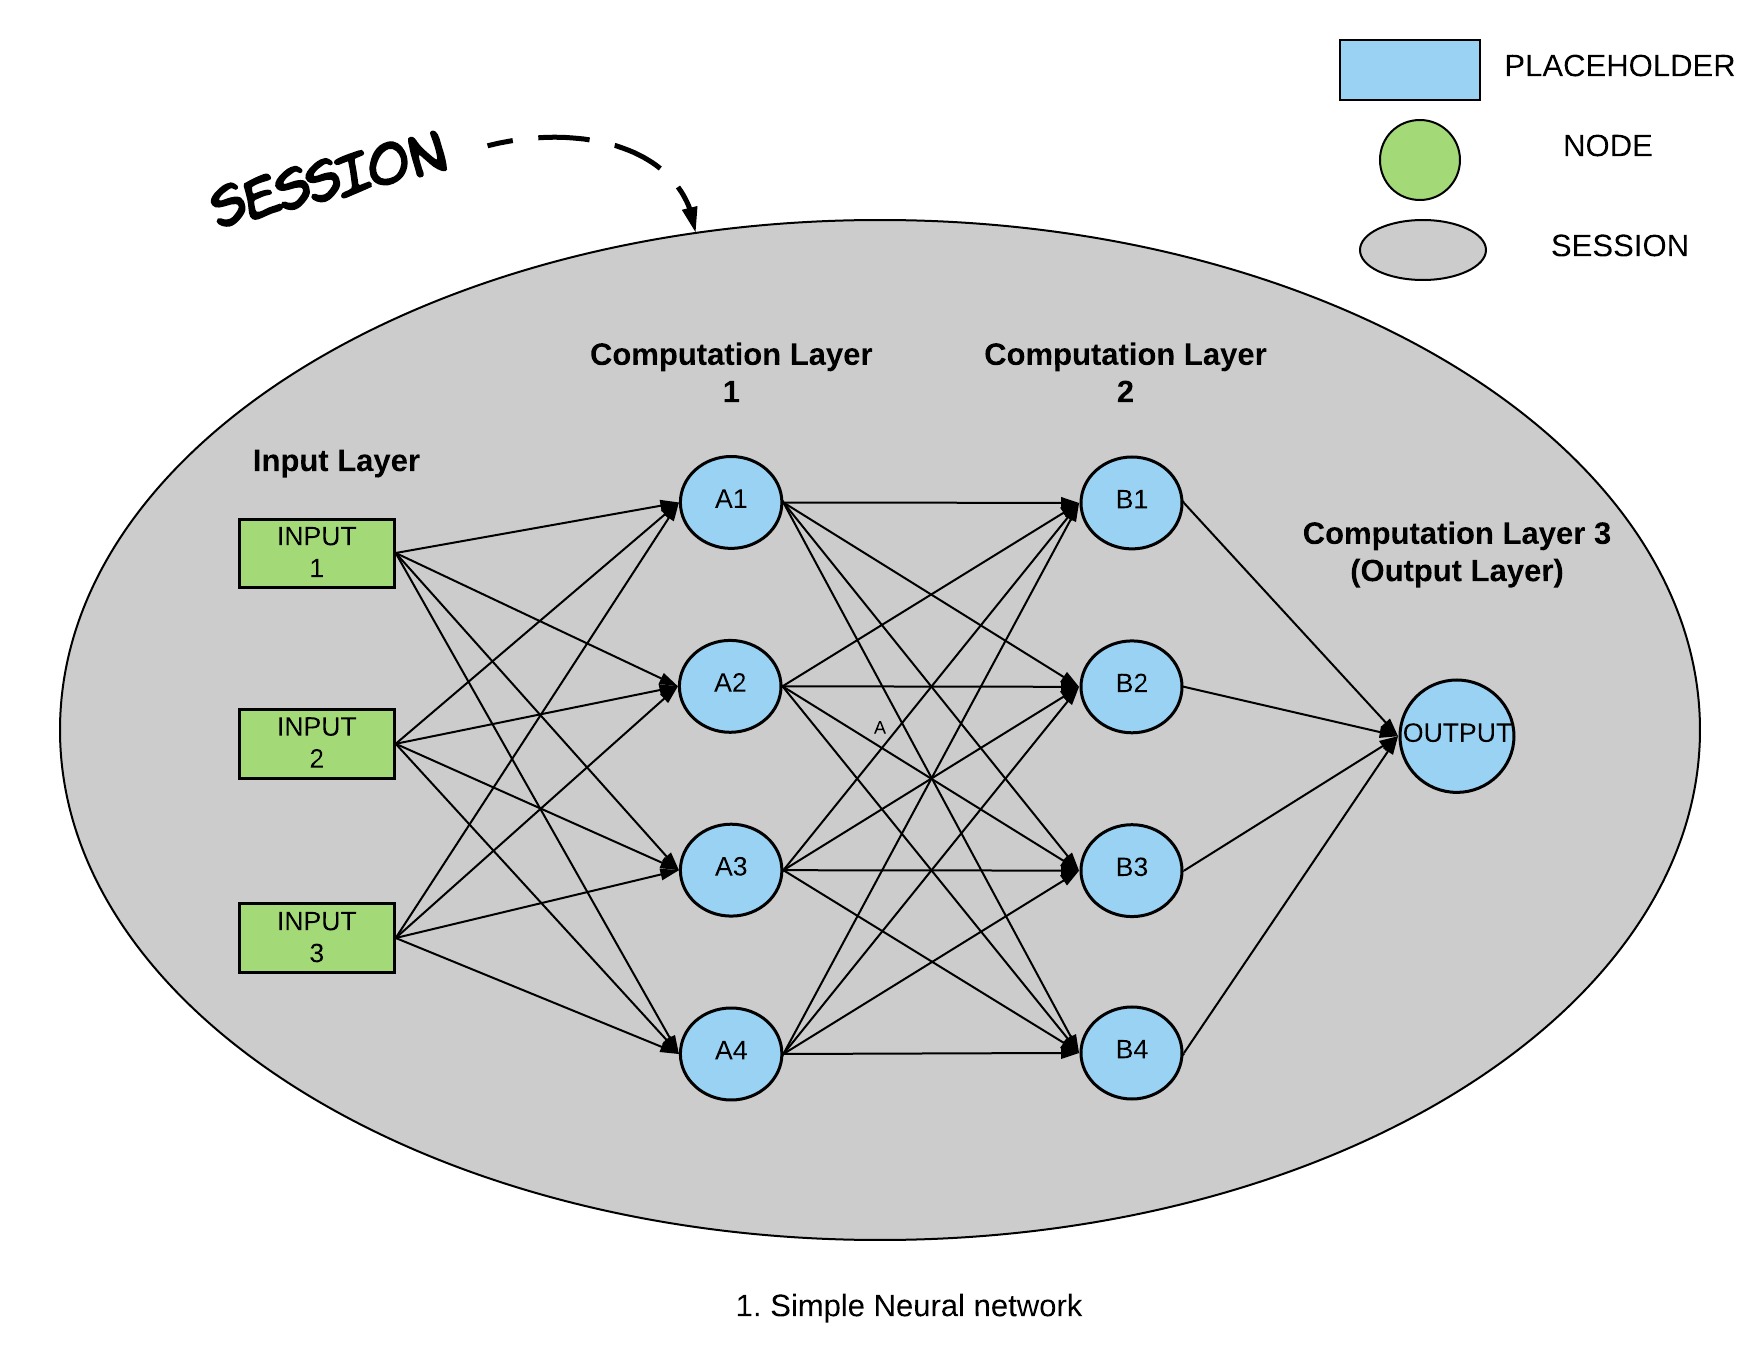 PLACEHOLDER
NODE
SESSION
SESSION
Computation Layer
1
Computation Layer
2
Input Layer
Computation Layer 3
(Output Layer)
INPUT
1
INPUT
2
INPUT
3
A1
A2
A3
A4
A
B1
B2
B3
B4
OUTPUT
1. Simple Neural network